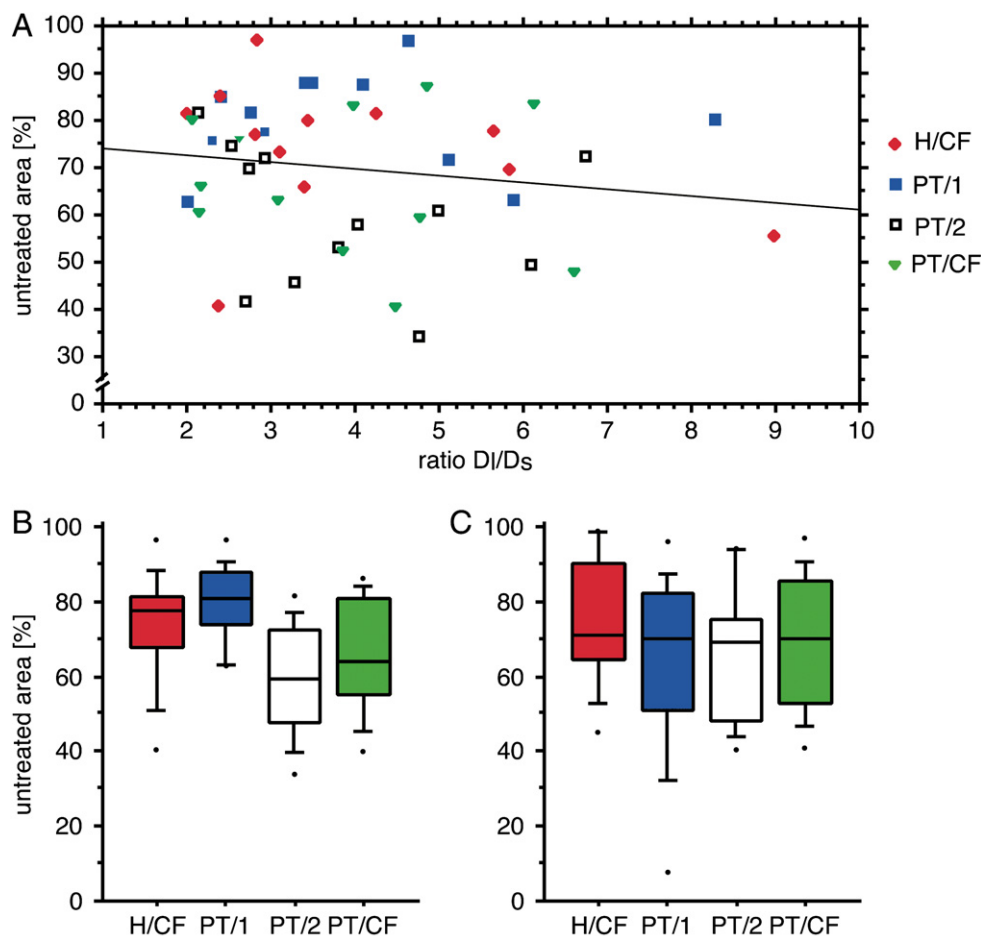 A
100
90
80
70
60
50
40
30
0
untreated area [%]
1 2 3 4 5 6 7 8 9 10
ratio Dl/Ds
H/CF
PT/1
PT/2
PT/CF
B
100
80
60
40
20
0
untreated area [%]
H/CF PT/1 PT/2 PT/CF
C
100
80
60
40
20
0
H/CF PT/1 PT/2 PT/CF